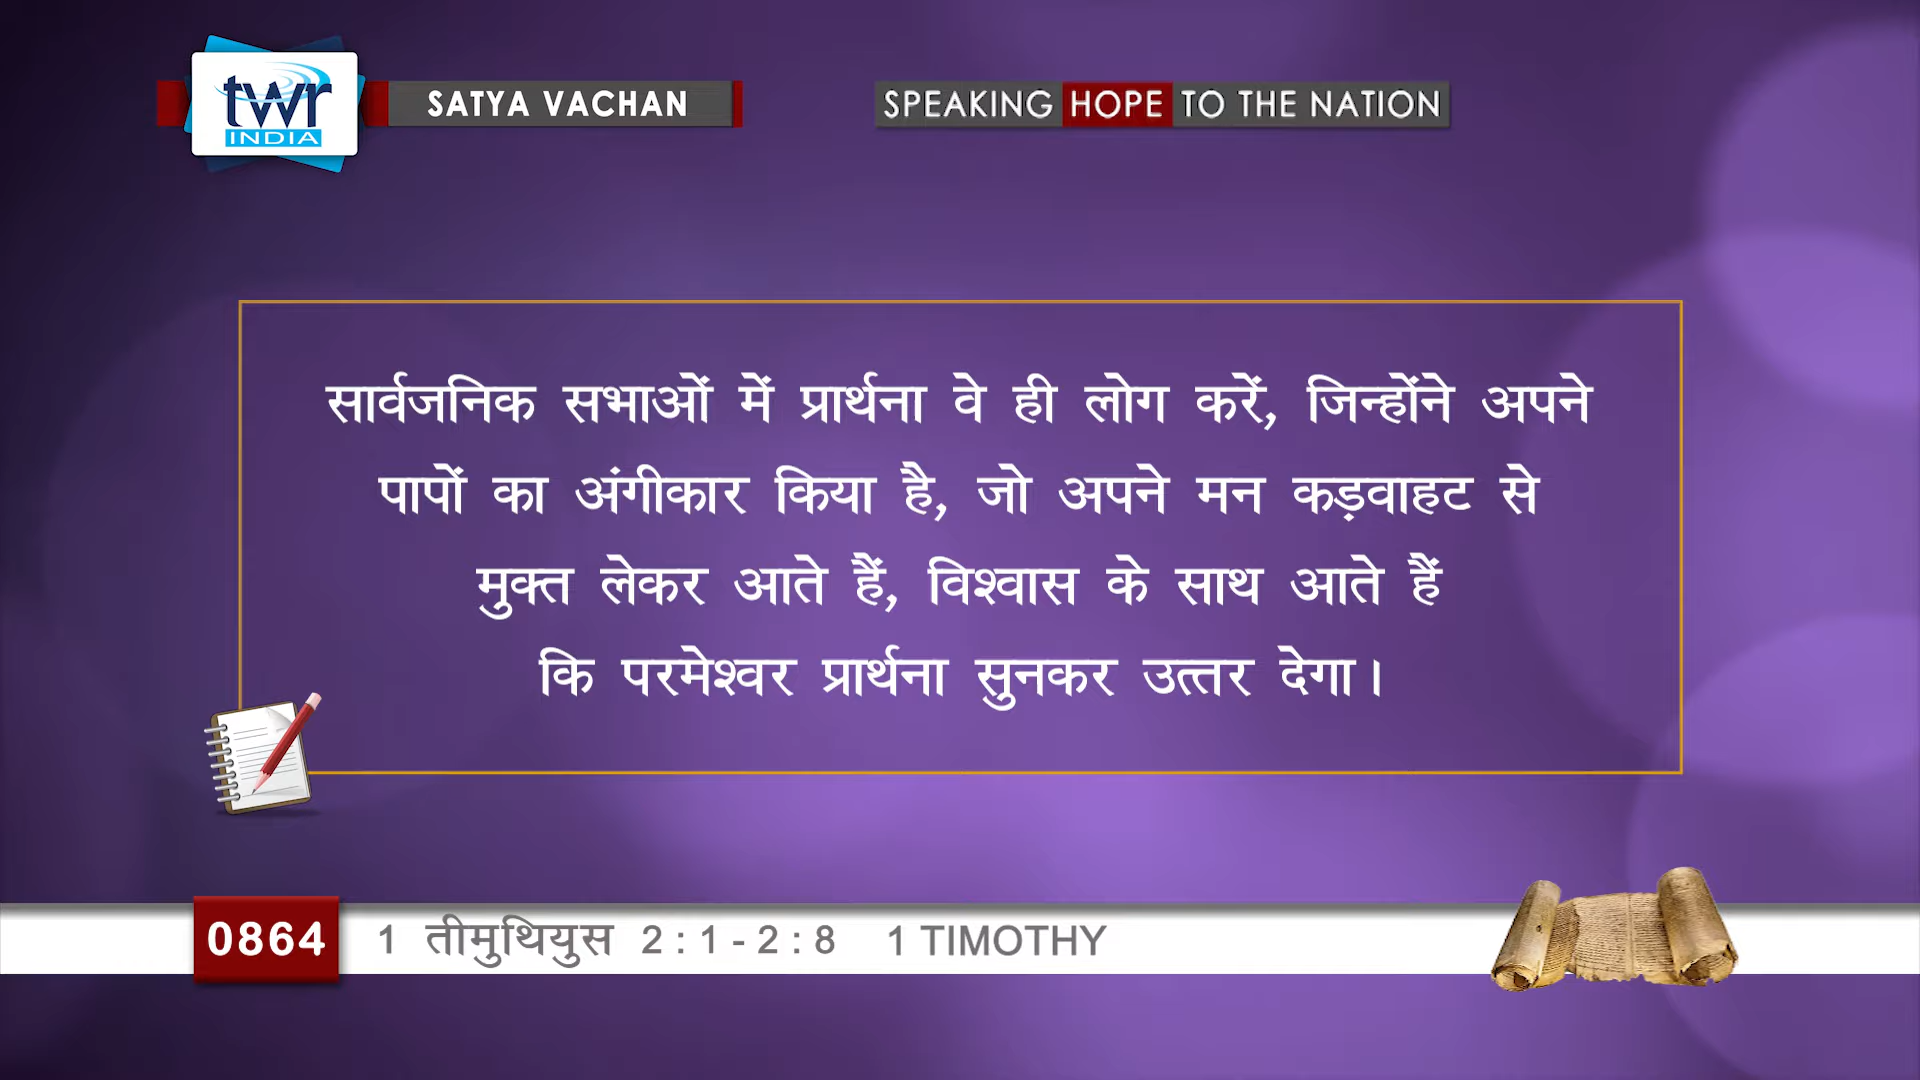 twr
INDIA
SATYA VACHAN
SPEAKING HOPE TO THE NATION
सार्वजनिक सभाओं में प्रार्थना वे ही लोग करें, जिन्होंने अपने
पापों का अंगीकार किया है, जो अपने मन कड़वाहट से
मुक्त लेकर आते हैं, विश्वास के साथ आते हैं
कि परमेश्वर प्रार्थना सुनकर उत्तर देगा।
0864 1 तीमुथियुस 2 : 1 - 2 : 8 1 TIMOTHY